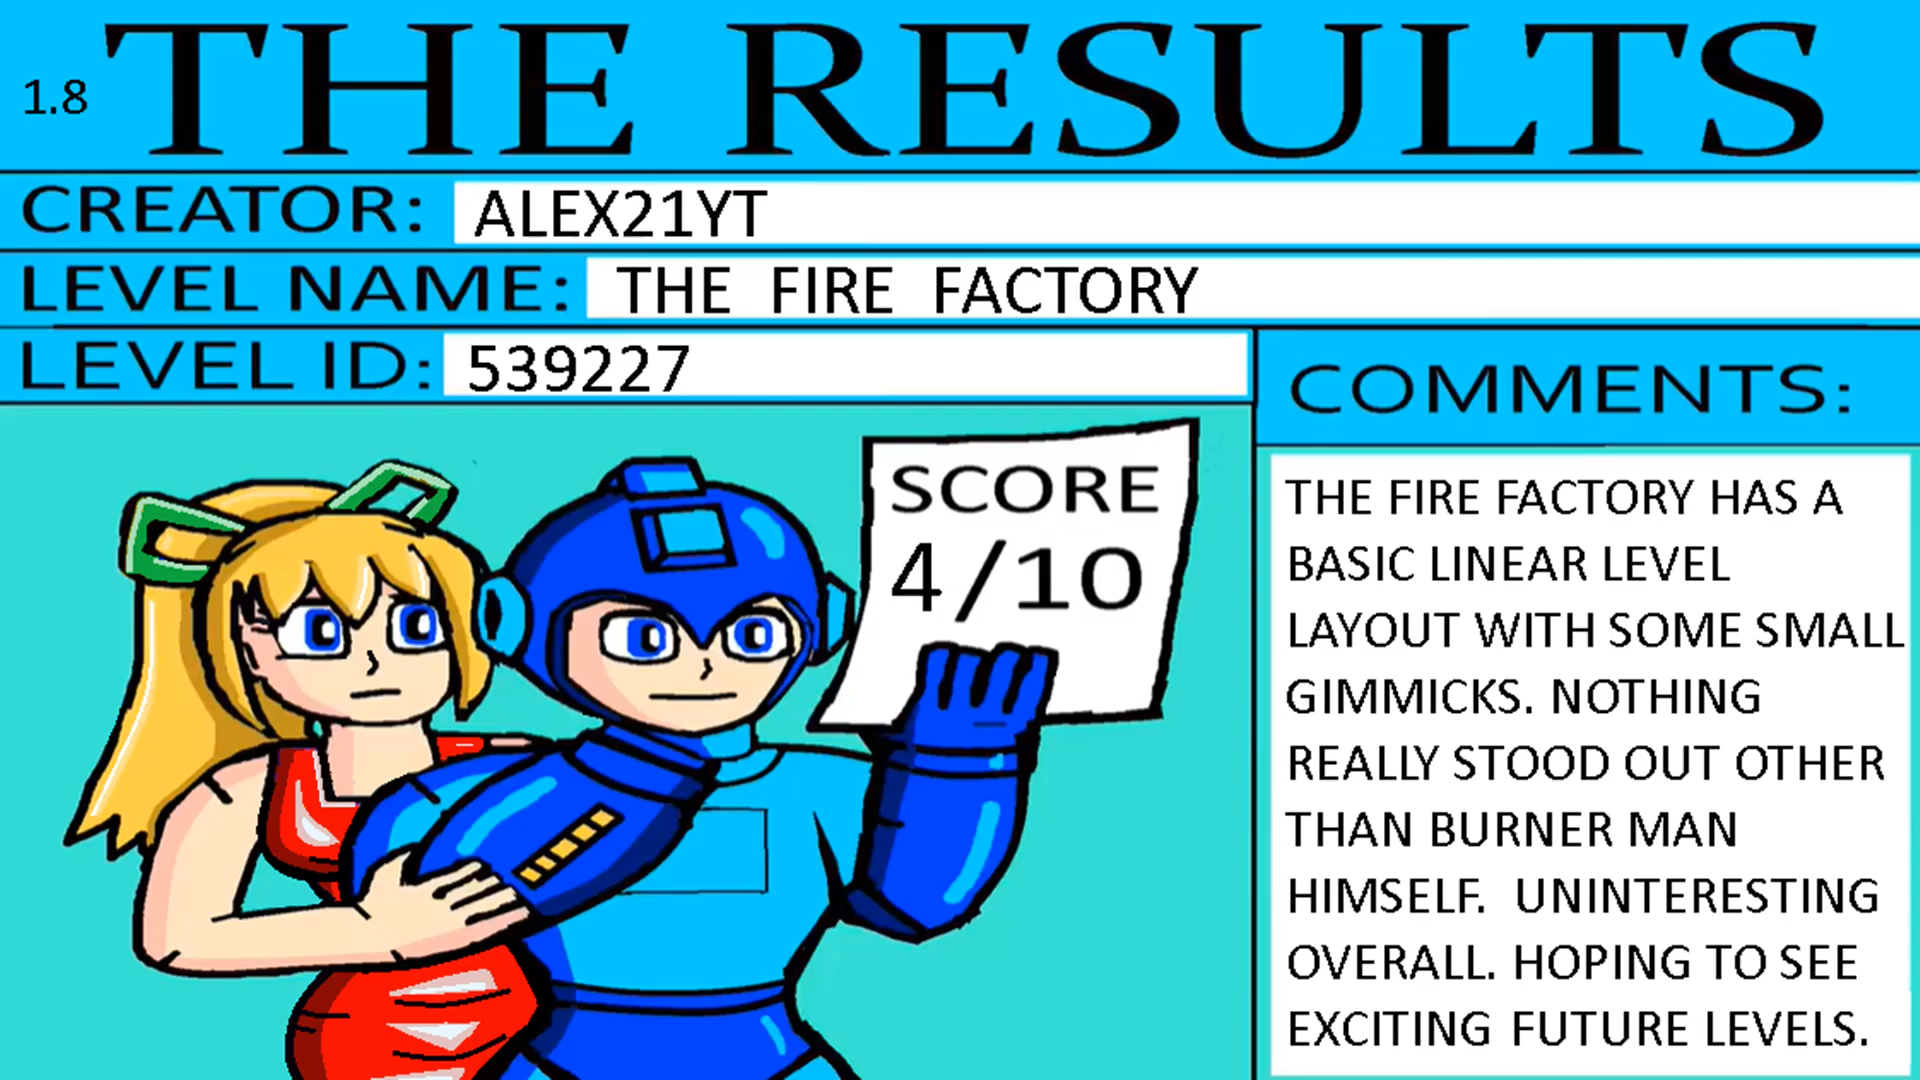 THE RESULTS
1.8
CREATOR: ALEX21YT
LEVEL NAME: THE FIRE FACTORY
LEVEL ID: 539227
COMMENTS:
SCORE
4/10
THE FIRE FACTORY HAS A
BASIC LINEAR LEVEL
LAYOUT WITH SOME SMALL
GIMMICKS. NOTHING
REALLY STOOD OUT OTHER
THAN BURNER MAN
HIMSELF. UNINTERESTING
OVERALL. HOPING TO SEE
EXCITING FUTURE LEVELS.